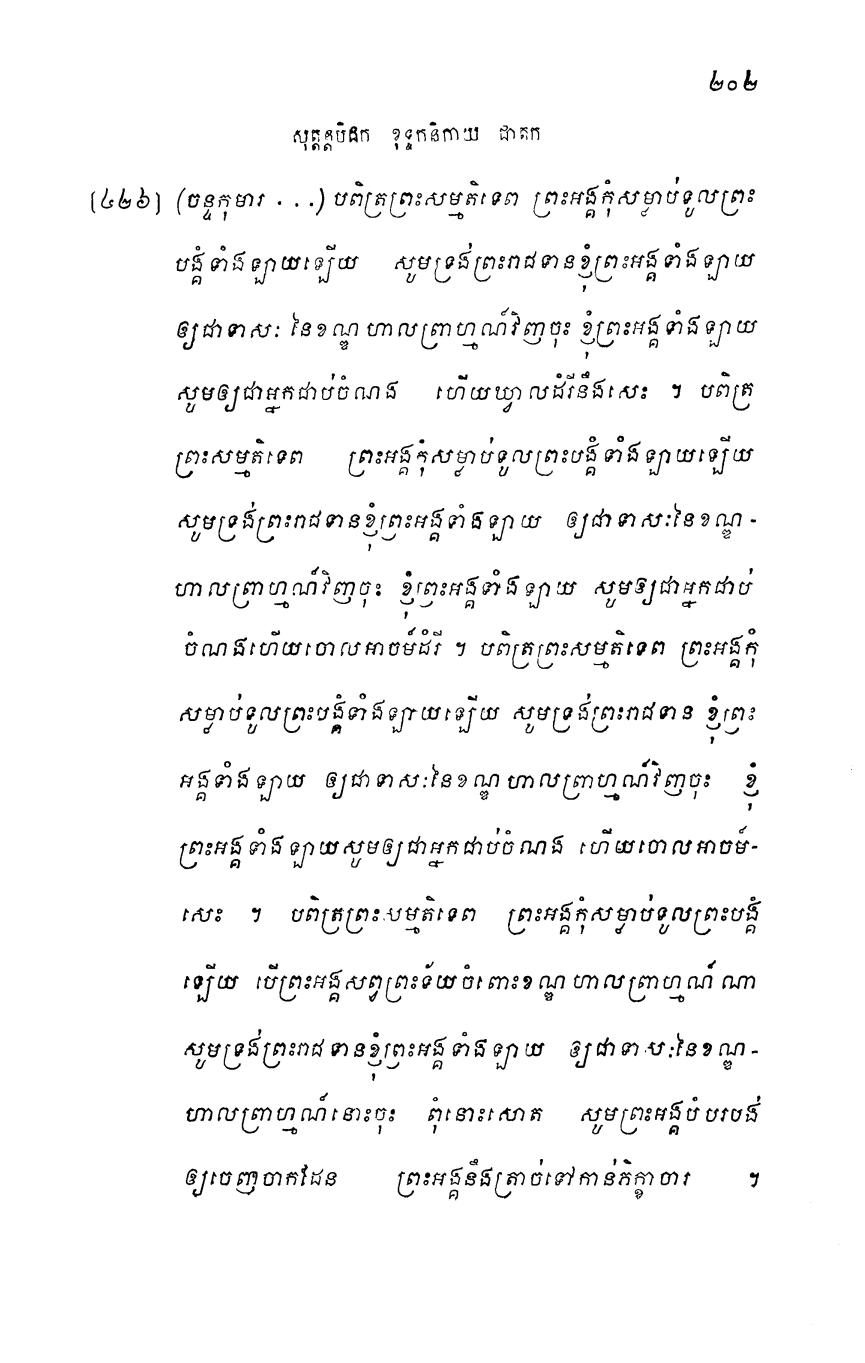 ២០២
សុត្តន្តបិដក ខុទ្ទកនិកាយ ជាតក
[៤២៦] (ចន្ទកុមារ . . .) បពិត្រព្រះសម្មតិទេព ព្រះអង្គកុំសម្លាប់ទូលព្រះ
បង្គំទាំងឡាយឡើយ សូមទ្រង់ព្រះរាជទានខ្ញុំព្រះអង្គទាំងឡាយ
ឲ្យជាទាសៈ នៃខណ្ឌហាលព្រាហ្មណ៍វិញចុះ ខ្ញុំព្រះអង្គទាំងឡាយ
សូមឲ្យជាអ្នកជាប់ចំណង ហើយឃ្វាលដំរីនឹងសេះ ។ បពិត្រ
ព្រះសម្មតិទេព ព្រះអង្គកុំសម្លាប់ទូលព្រះបង្គំទាំងឡាយឡើយ
សូមទ្រង់ព្រះរាជទានខ្ញុំព្រះអង្គទាំងឡាយ ឲ្យជាទាសៈនៃខណ្ឌ-
ហាលព្រាហ្មណ៍វិញចុះ ខ្ញុំព្រះអង្គទាំងឡាយ សូមឲ្យជាអ្នកជាប់
ចំណងហើយចោលអាចម៍ដំរី ។ បពិត្រព្រះសម្មតិទេព ព្រះអង្គកុំ
សម្លាប់ទូលព្រះបង្គំទាំងឡាយឡើយ សូមទ្រង់ព្រះរាជទាន ខ្ញុំព្រះ
អង្គទាំងឡាយ ឲ្យជាទាសៈនៃខណ្ឌហាលព្រាហ្មណ៍វិញចុះ ខ្ញុំ
ព្រះអង្គទាំងឡាយសូមឲ្យជាអ្នកជាប់ចំណង ហើយចោលអាចម៍-
សេះ ។ បពិត្រព្រះសម្មតិទេព ព្រះអង្គកុំសម្លាប់ទូលព្រះបង្គំ
ឡើយ បើព្រះអង្គសព្វព្រះទ័យចំពោះខណ្ឌហាលព្រាហ្មណ៍ណា
សូមទ្រង់ព្រះរាជទានខ្ញុំព្រះអង្គទាំងឡាយ ឲ្យជាទាសៈនៃខណ្ឌ-
ហាលព្រាហ្មណ៍នោះចុះ ពុំនោះសោត សូមព្រះអង្គបំបរបង់
ឲ្យចេញចាកដែន ព្រះអង្គនឹងត្រាច់ទៅកាន់ភិក្ខាចារ ។